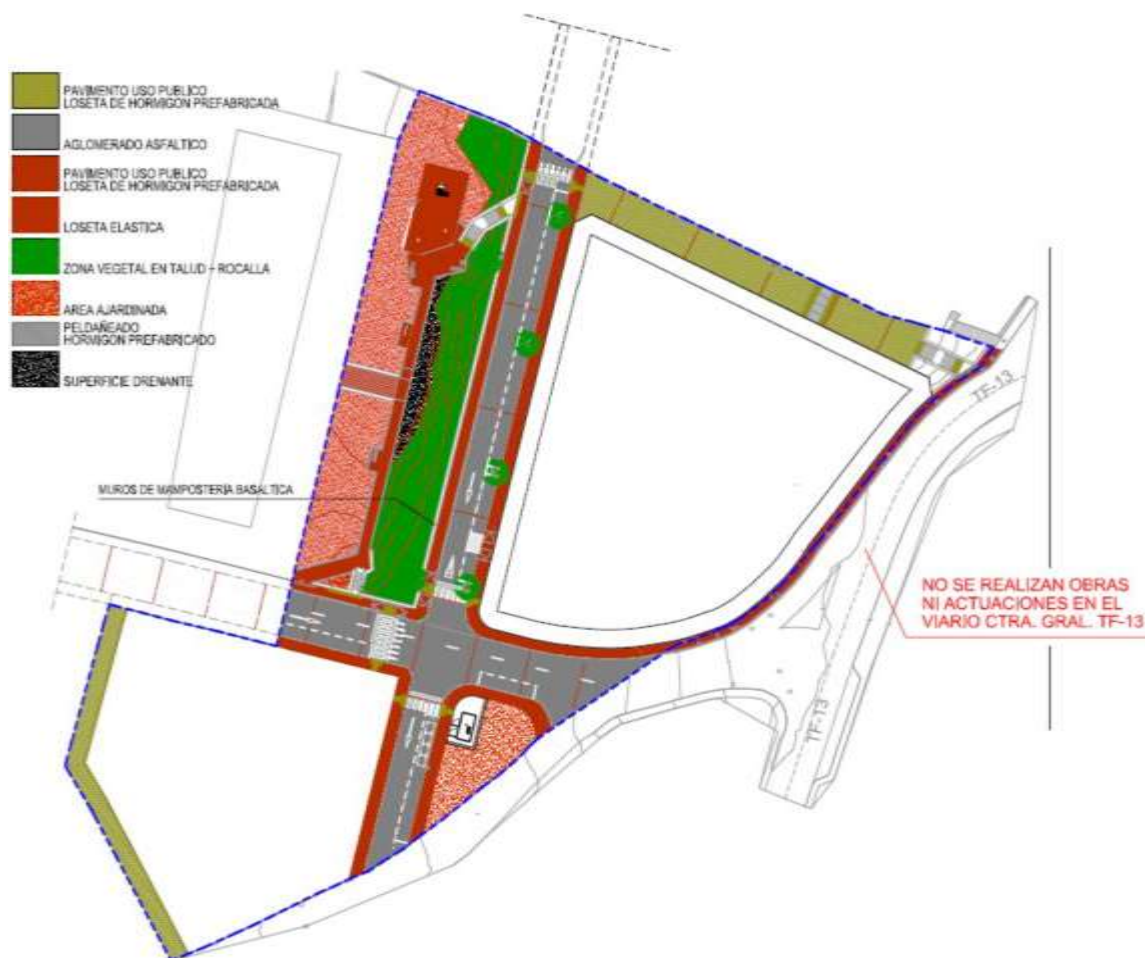 PAVIMENTO USO PUBLICO
LOSETA DE HORMIGON PREFABRICADA
AGLOMERADO ASFALTICO
PAVIMENTO USO PUBLICO
LOSETA DE HORMIGON PREFABRICADA
LOSETA ELASTICA
ZONA VEGETAL EN TALUD - ROCALLA
AREA AJARDINADA
PELDAÑEADO
HORMIGON PREFABRICADO
SUPERFICIE DRENANTE
MUROS DE MAMPOSTERÍA BASALTICA
TF-13
NO SE REALIZAN OBRAS
NI ACTUACIONES EN EL
VIARIO CTRA. GRAL. TF-13
TF-13